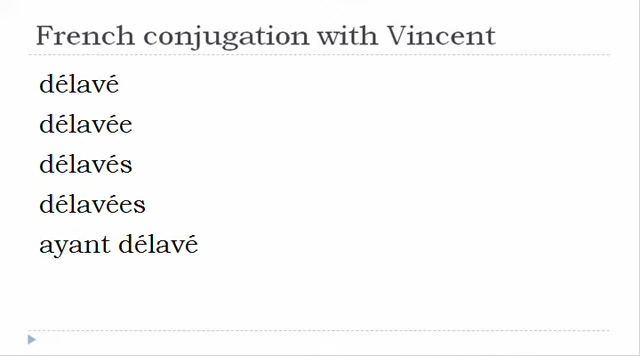 French conjugation with Vincent
délavé
délavée
délavés
délavées
ayant délavé